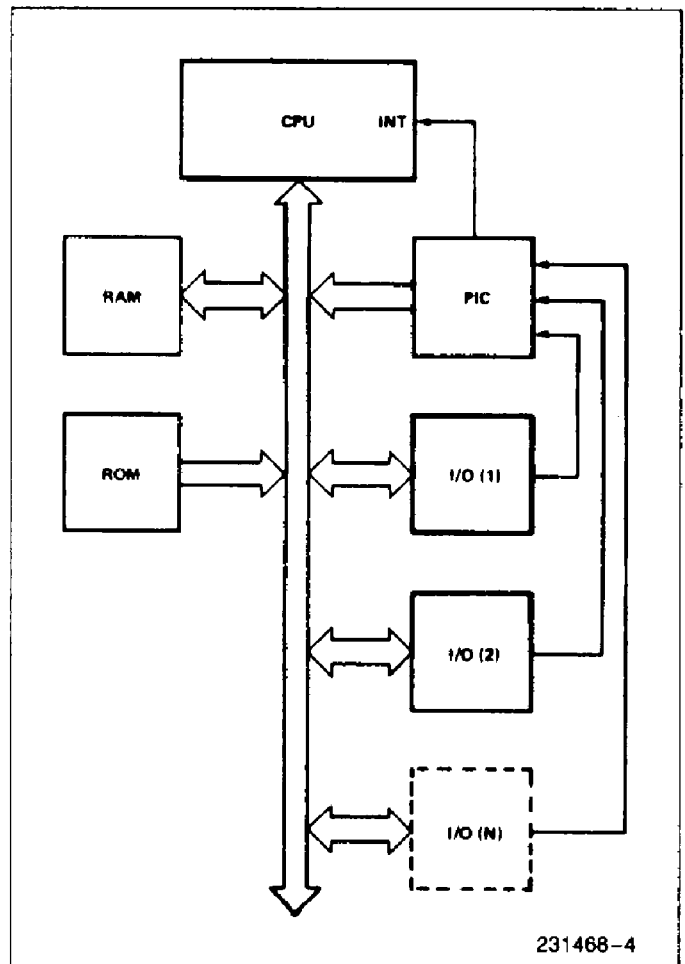 CPU INT
RAM
PIC
ROM
I/O (1)
I/O (2)
I/O (N)
231468-4